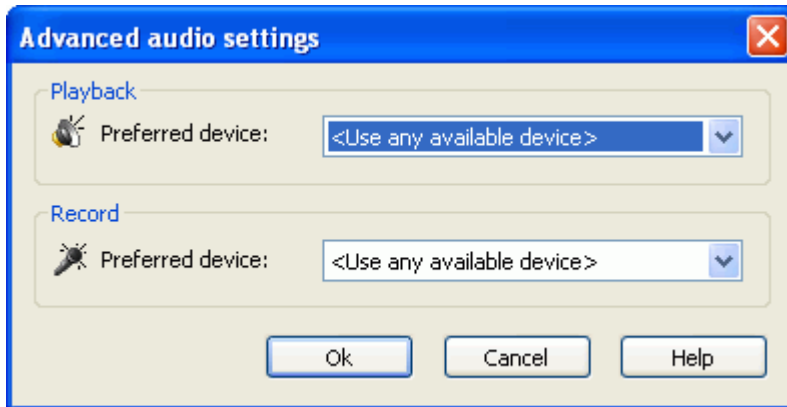 Advanced audio settings
Playback
Preferred device: <Use any available device>
Record
Preferred device: <Use any available device>
Ok Cancel Help